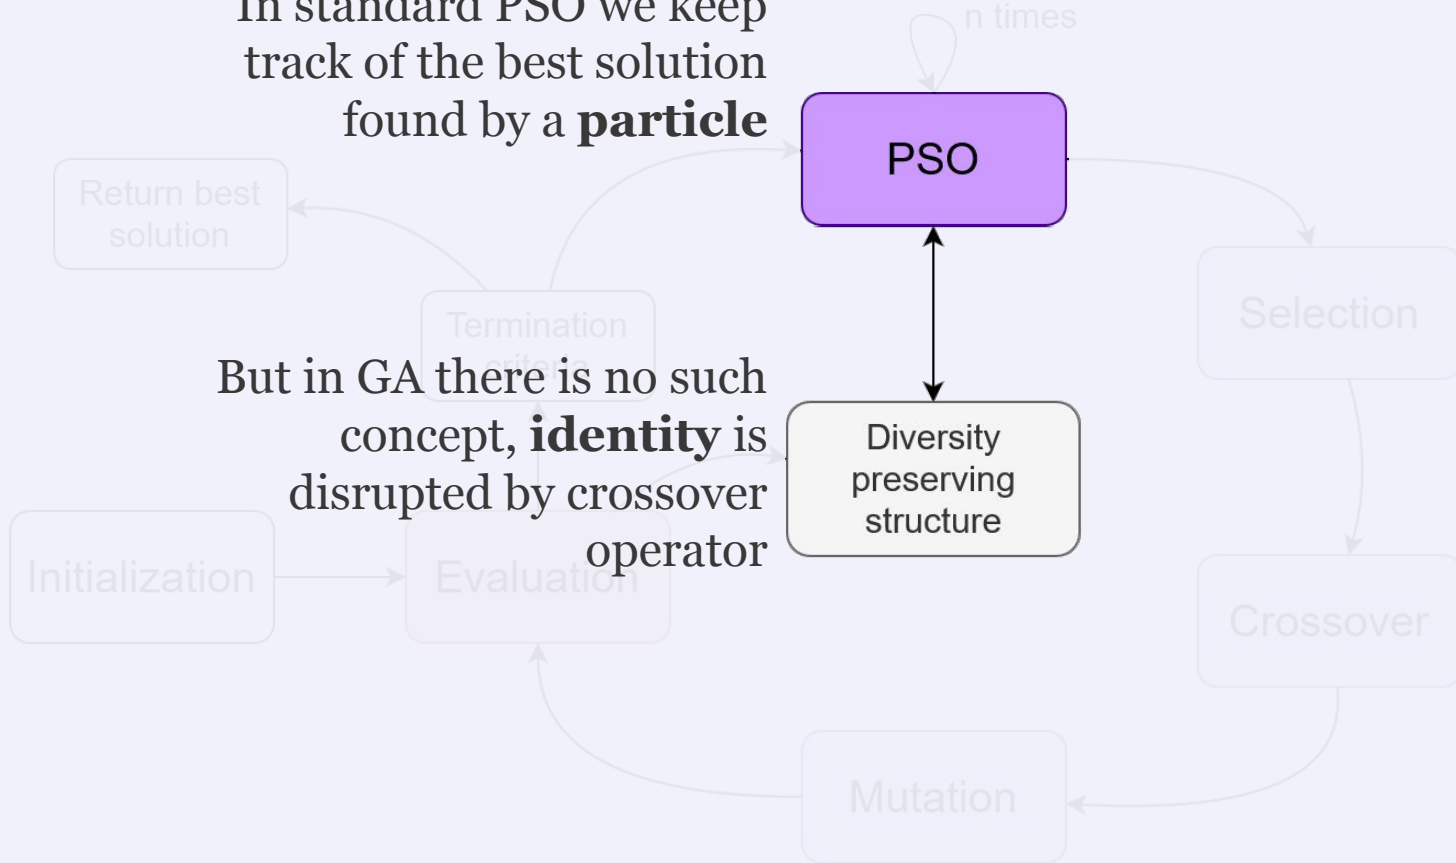 In standard PSO we keep
track of the best solution
found by a particle
n times
PSO
Return best
solution
Termination
criteria
Selection
But in GA there is no such
concept, identity is
disrupted by crossover
operator
Diversity
preserving
structure
Initialization
Evaluation
Crossover
Mutation